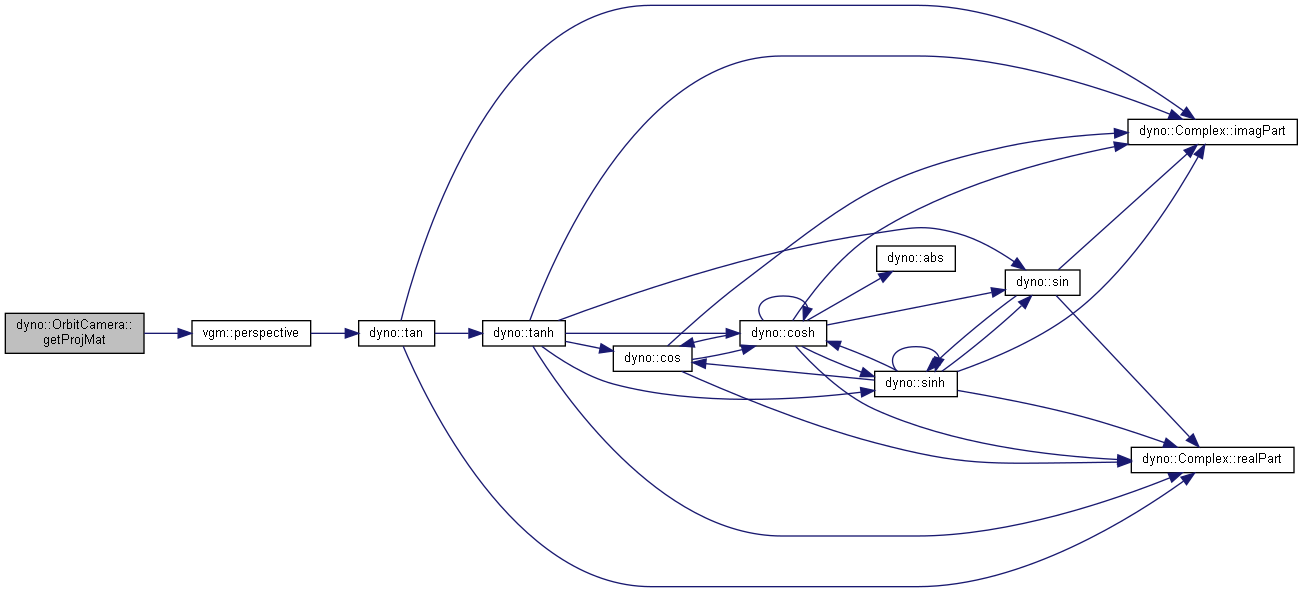 dyno::OrbitCamera::
getProjMat
vgm::perspective
dyno::tan
dyno::tanh
dyno::cos
dyno::cosh
dyno::abs
dyno::sinh
dyno::sin
dyno::Complex::imagPart
dyno::Complex::realPart